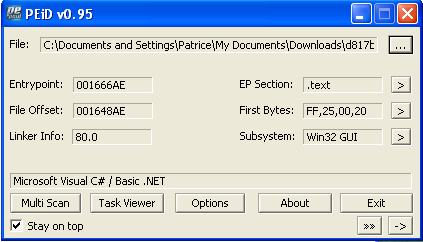 PEiD v0.95
File: C:\Documents and Settings\Patrice\My Documents\Downloads\d817b ...
Entrypoint: 001666AE EP Section: .text >
File Offset: 001648AE First Bytes: FF,25,00,20 >
Linker Info: 80.0 Subsystem: Win32 GUI >
Microsoft Visual C# / Basic .NET
Multi Scan Task Viewer Options About Exit
Stay on top >> ->